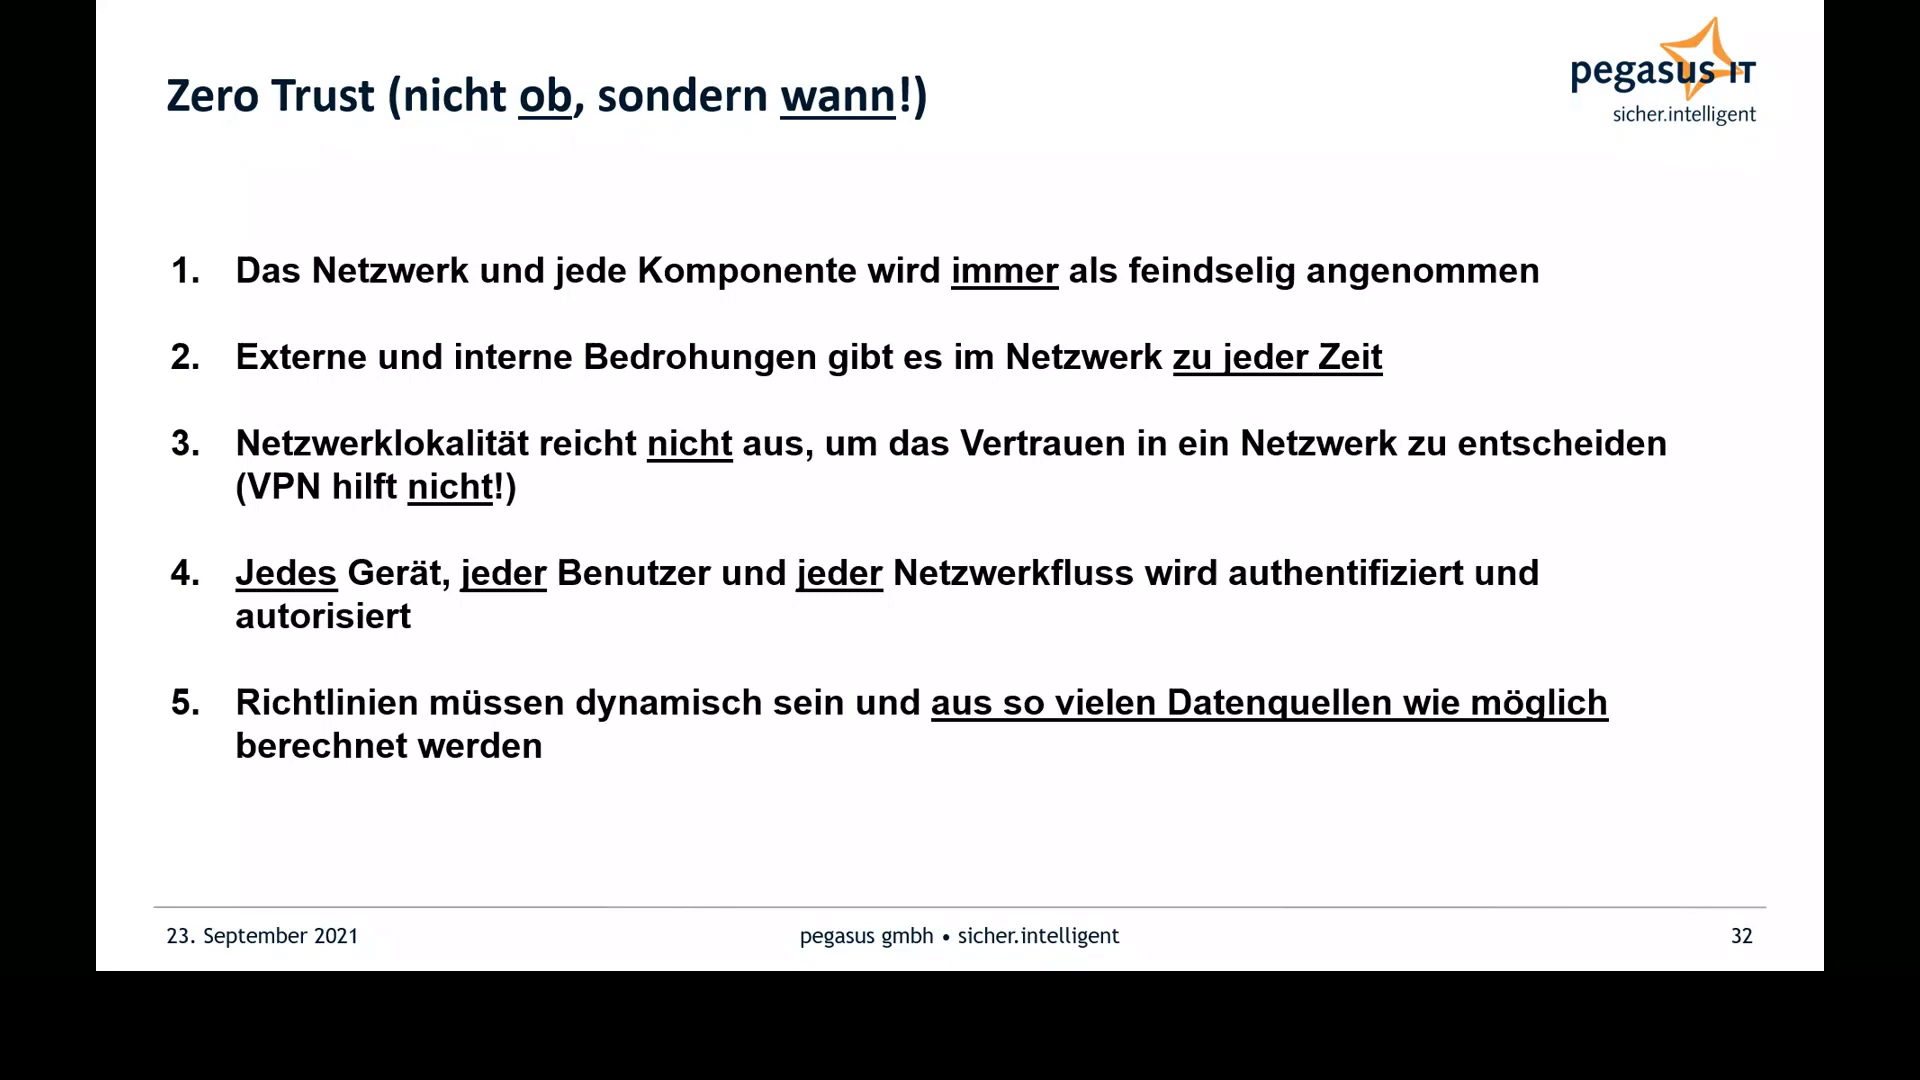 Zero Trust (nicht ob, sondern wann!)
pegasus IT
sicher.intelligent
1. Das Netzwerk und jede Komponente wird immer als feindselig angenommen
2. Externe und interne Bedrohungen gibt es im Netzwerk zu jeder Zeit
3. Netzwerklokalität reicht nicht aus, um das Vertrauen in ein Netzwerk zu entscheiden
(VPN hilft nicht!)
4. Jedes Gerät, jeder Benutzer und jeder Netzwerkfluss wird authentifiziert und
autorisiert
5. Richtlinien müssen dynamisch sein und aus so vielen Datenquellen wie möglich
berechnet werden
23. September 2021
pegasus gmbh • sicher.intelligent
32